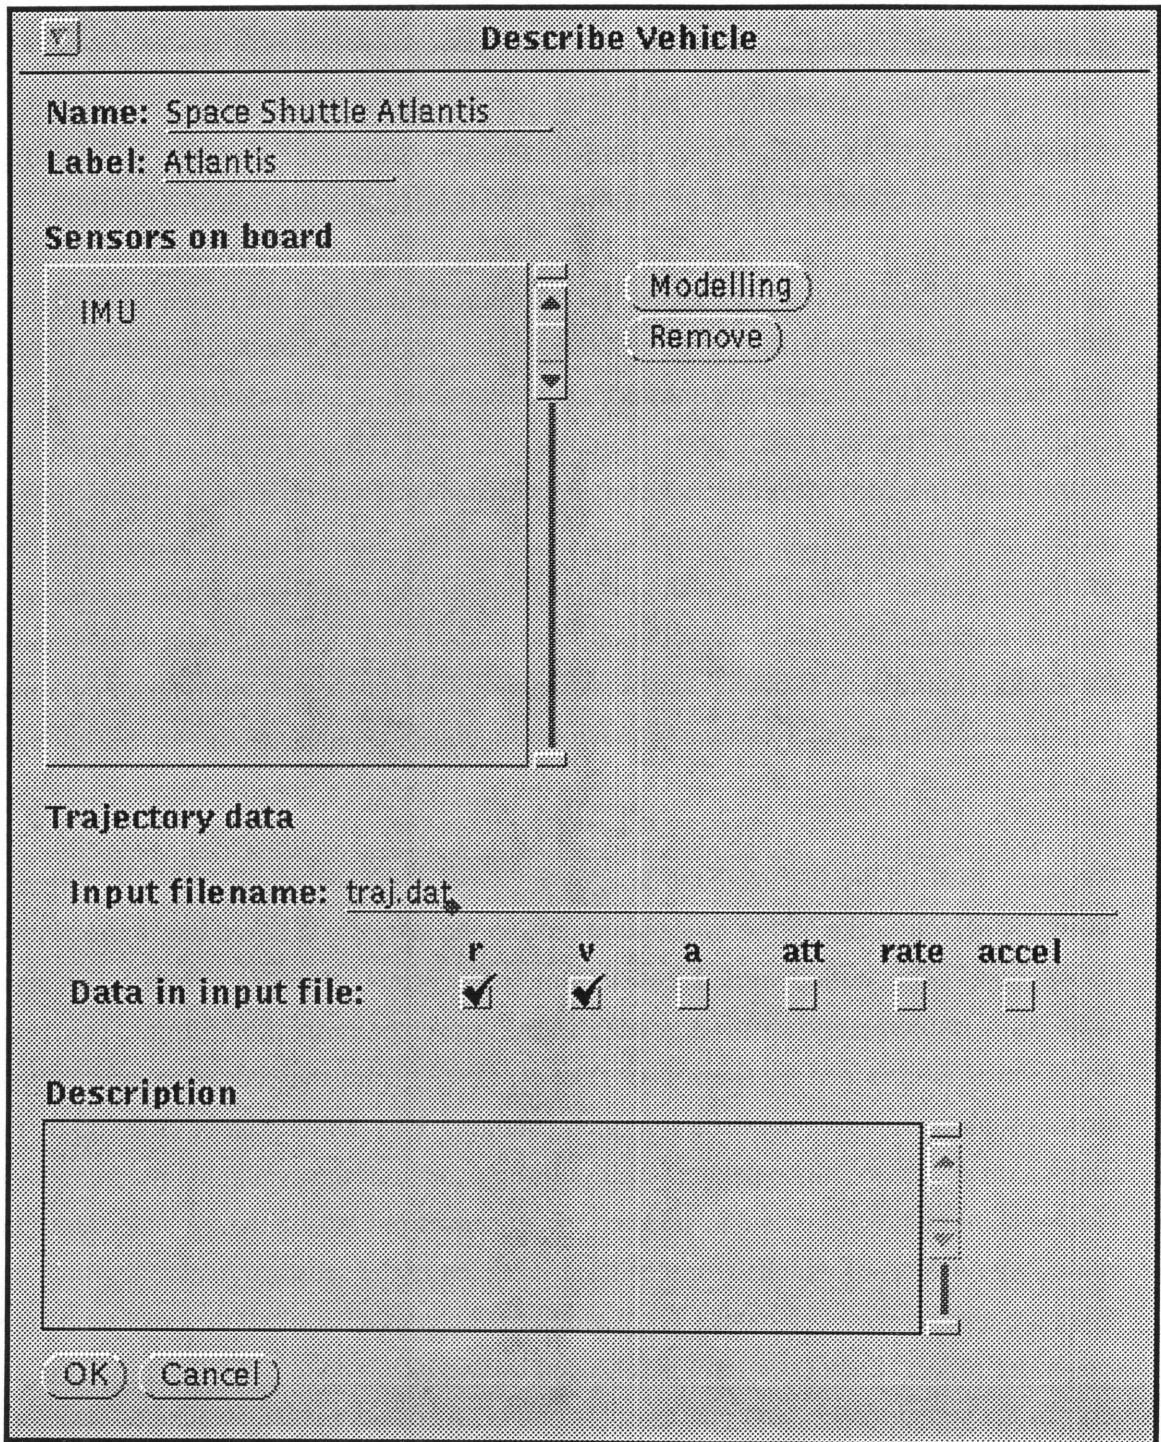 Describe Vehicle
Name: Space Shuttle Atlantis
Label: Atlantis
Sensors on board
IMU
Modelling
Remove
Trajectory data
Input filename: traj.dat
r v a att rate accel
Data in input file:
Description
OK Cancel